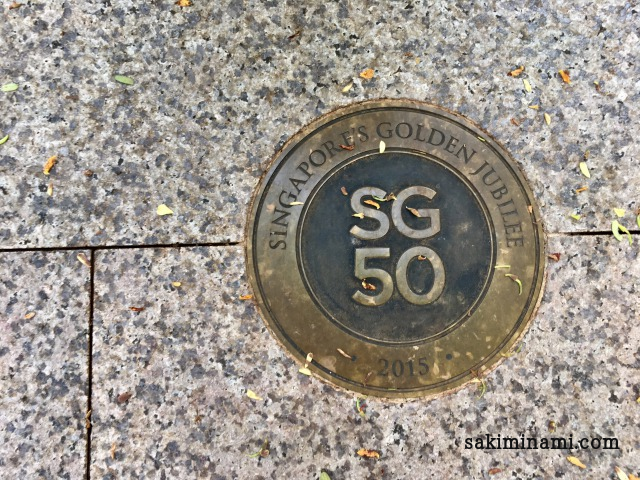 SINGAPORE'S GOLDEN JUBILEE
SG
50
• 2015 •
sakiminami.com